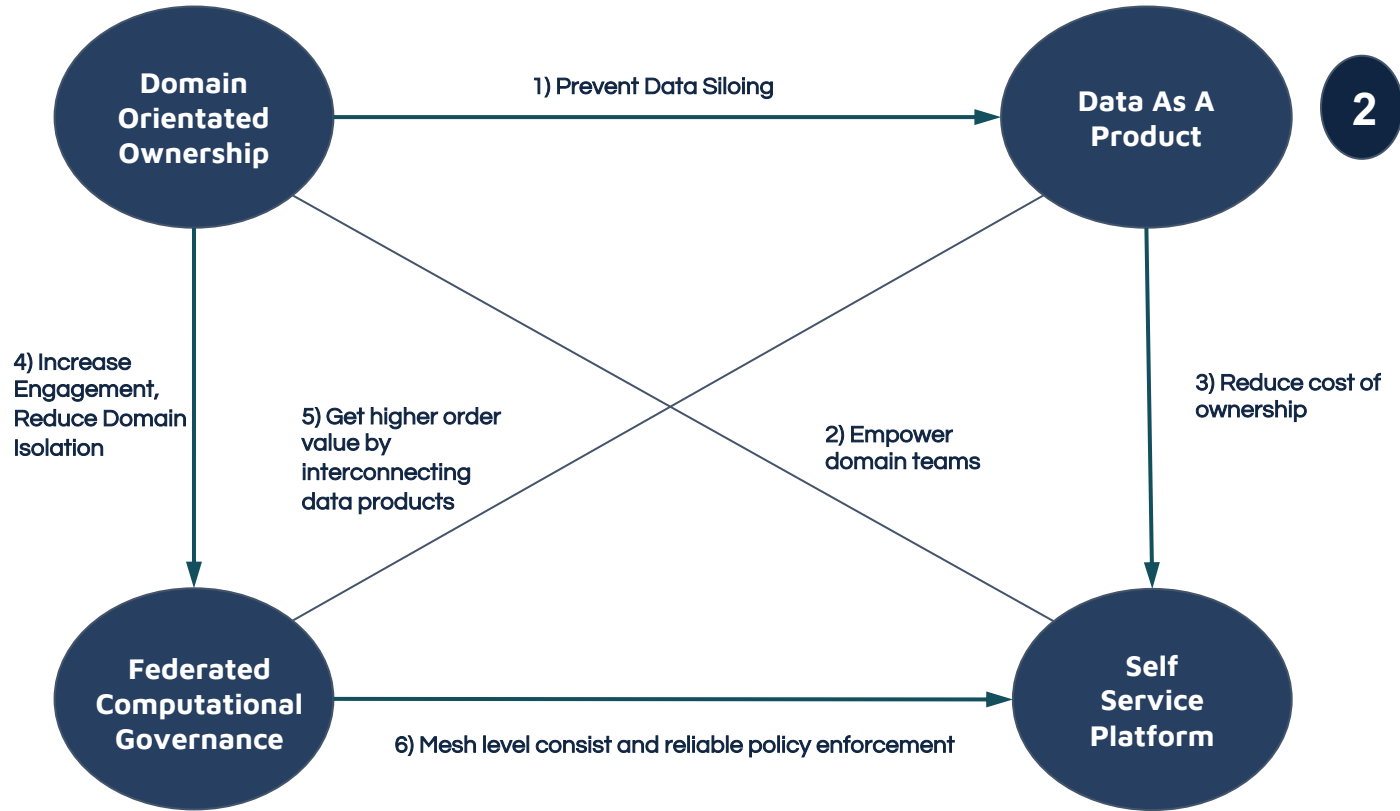 Domain
Orientated
Ownership
1) Prevent Data Siloing
Data As A
Product
2
4) Increase
Engagement,
Reduce Domain
Isolation
5) Get higher order
value by
interconnecting
data products
2) Empower
domain teams
3) Reduce cost of
ownership
Federated
Computational
Governance
6) Mesh level consist and reliable policy enforcement
Self
Service
Platform